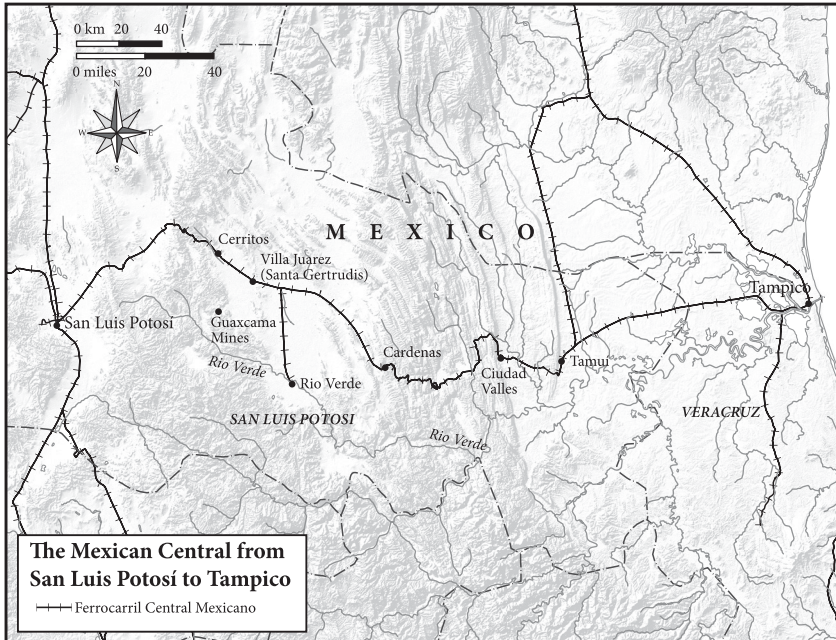 0 km 20 40
0 miles 20 40
N
W E
S
MEXICO
Cerritos
Villa Juarez
(Santa Gertrudis)
Tampico
San Luis Potosí
Guaxcama
Mines
Cardenas
Tamui
Ciudad
Valles
Rio Verde
Rio Verde
SAN LUIS POTOSI
VERACRUZ
Rio Verde
The Mexican Central from
San Luis Potosí to Tampico
Ferrocarril Central Mexicano